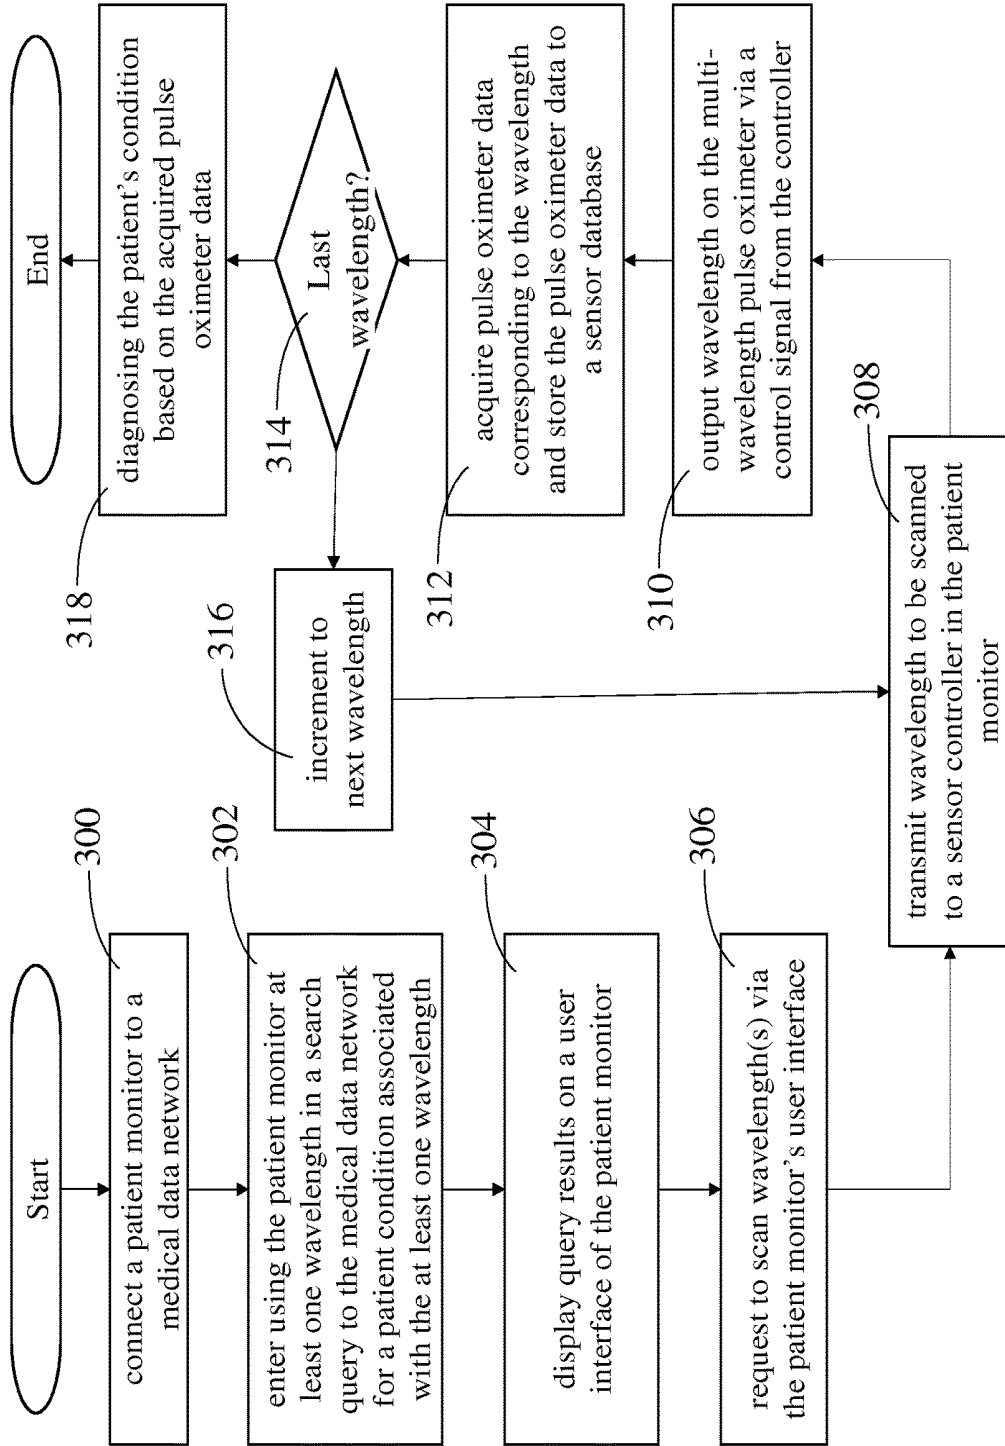 Start
300
connect a patient monitor to a
medical data network
302
enter using the patient monitor at
least one wavelength in a search
query to the medical data network
for a patient condition associated
with the at least one wavelength
304
display query results on a user
interface of the patient monitor
306
request to scan wavelength(s) via
the patient monitor's user interface
308
transmit wavelength to be scanned
to a sensor controller in the patient
monitor
310
output wavelength on the multi-
wavelength pulse oximeter via a
control signal from the controller
312
acquire pulse oximeter data
corresponding to the wavelength
and store the pulse oximeter data to
a sensor database
314
Last
wavelength?
316
increment to
next wavelength
318
diagnosing the patient's condition
based on the acquired pulse
oximeter data
End